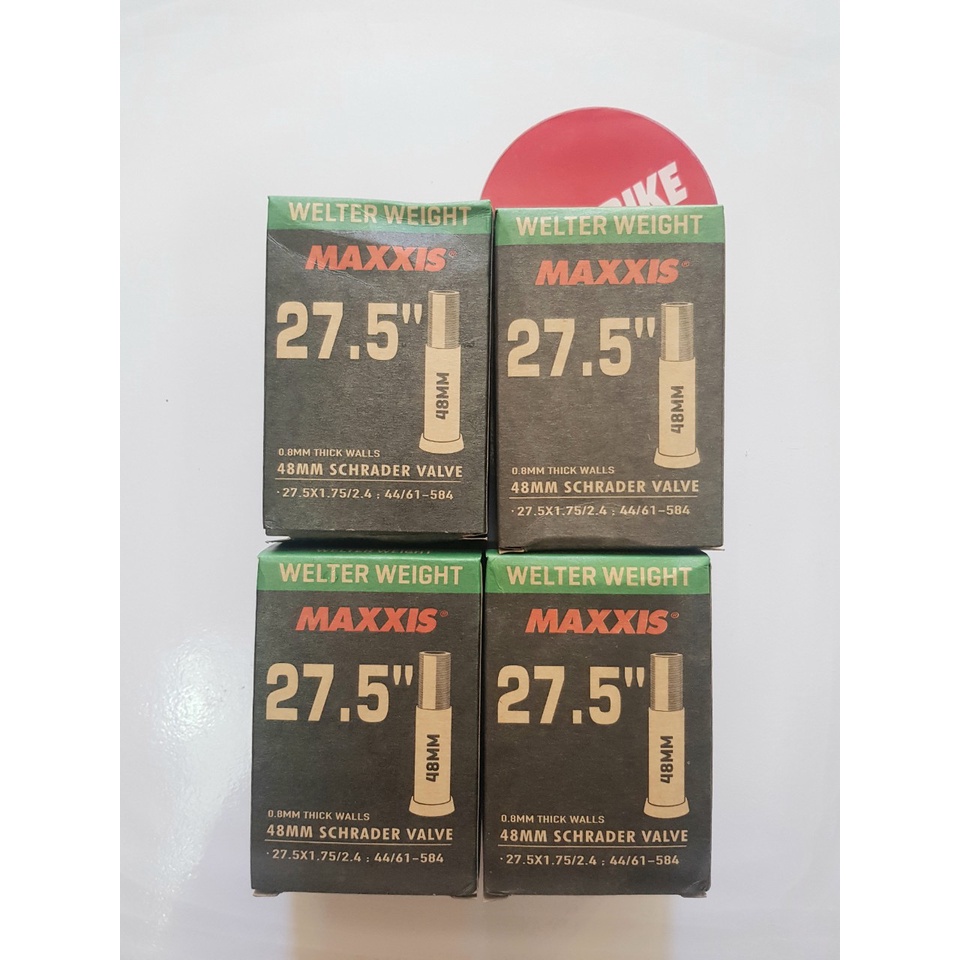 BIKE
WELTER WEIGHT
MAXXIS®
27.5"
48MM
0.8MM THICK WALLS
48MM SCHRADER VALVE
·27.5X1.75/2.4 : 44/61-584
WELTER WEIGHT
MAXXIS®
27.5"
48MM
0.8MM THICK WALLS
48MM SCHRADER VALVE
·27.5X1.75/2.4 : 44/61-584
WELTER WEIGHT
WELTER WEIGHT
MAXXIS®
27.5"
48MM
0.8MM THICK WALLS
48MM SCHRADER VALVE
·27.5X1.75/2.4 : 44/61-584
WELTER WEIGHT
MAXXIS®
27.5"
48MM
0.8MM THICK WALLS
48MM SCHRADER VALVE
·27.5X1.75/2.4 : 44/61-584